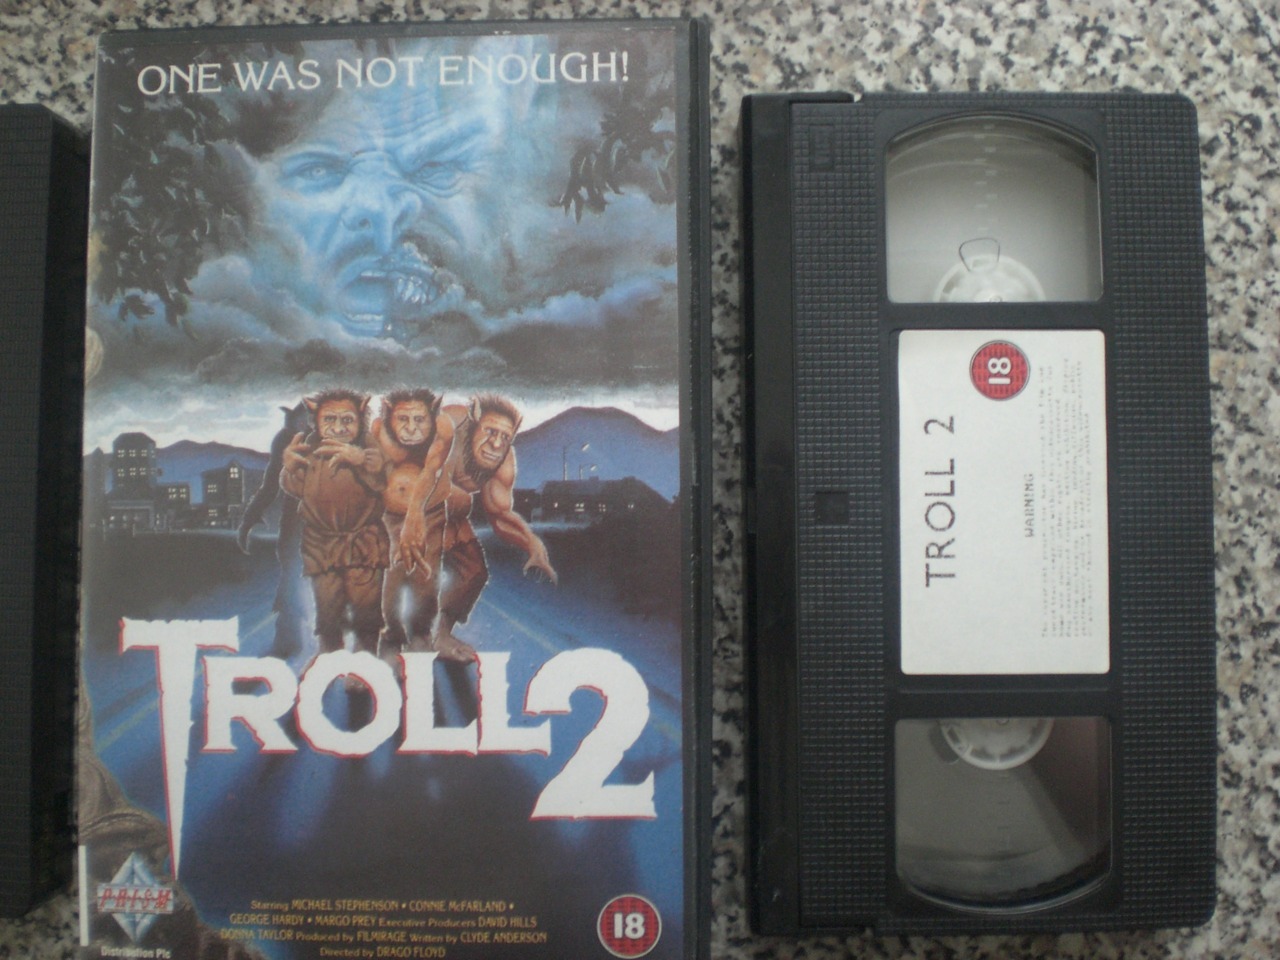 ONE WAS NOT ENOUGH!
TROLL 2
PRISM
Distribution Plc
Starring MICHAEL STEPHENSON • CONNIE McFARLAND •
GEORGE HARDY • MARGO PREY Executive Producers DAVID HILLS
DONNA TAYLOR Produced by FILMIRAGE Written by CLYDE ANDERSON
Directed by DRAGO FLOYD
18
18
TROLL 2
WARNING